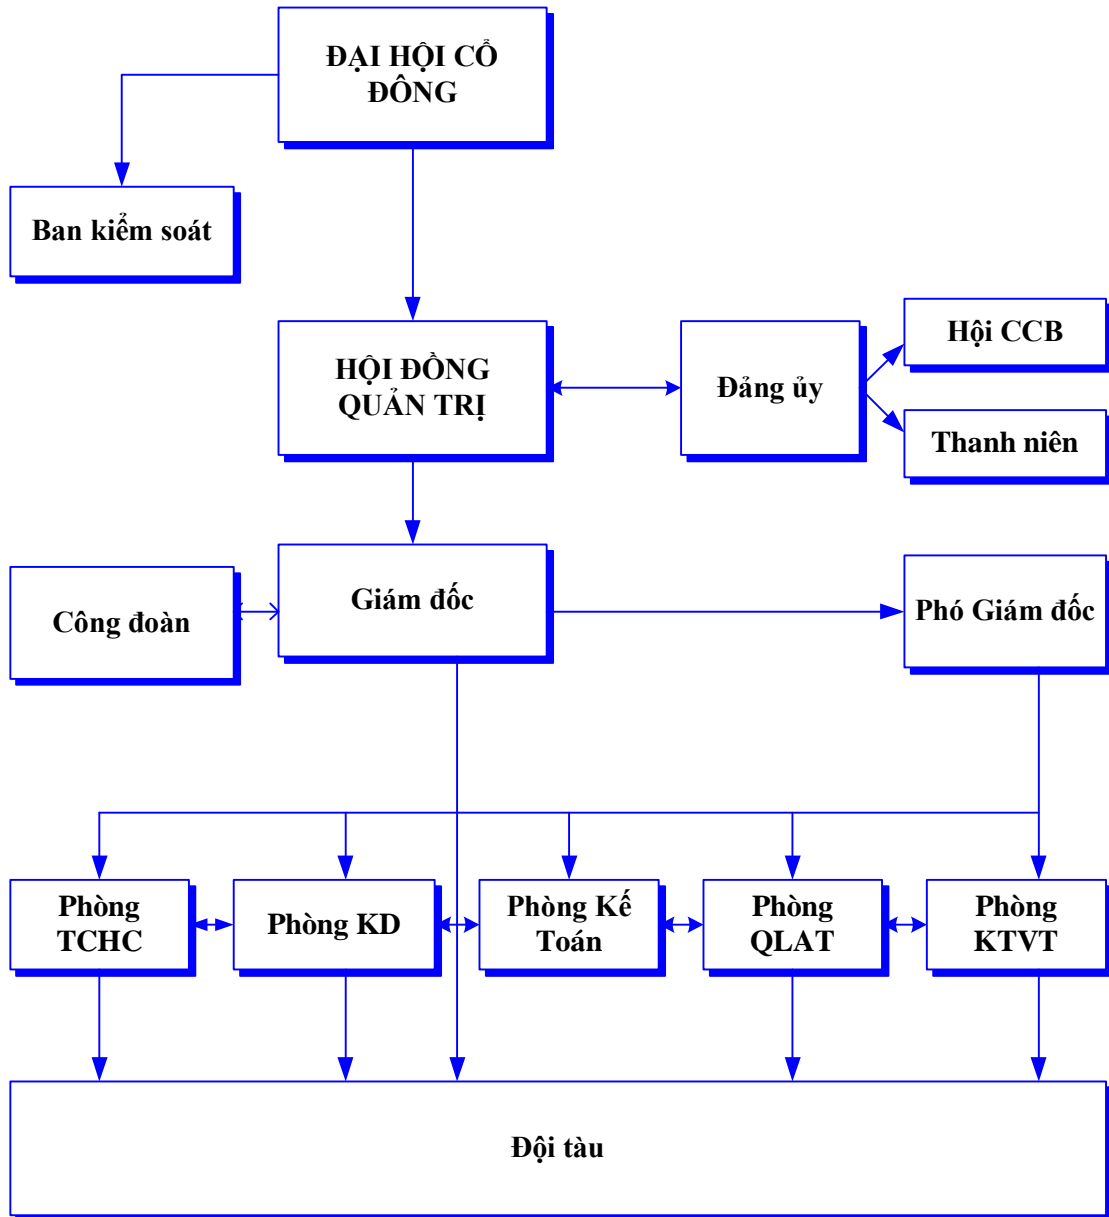 ĐẠI HỘI CỔ
ĐÔNG
Ban kiểm soát
HỘI ĐỒNG
QUẢN TRỊ
Đảng ủy
Hội CCB
Thanh niên
Công đoàn
Giám đốc
Phó Giám đốc
Phòng
TCHC
Phòng KD
Phòng Kế
Toán
Phòng
QLAT
Phòng
KTVT
Đội tàu